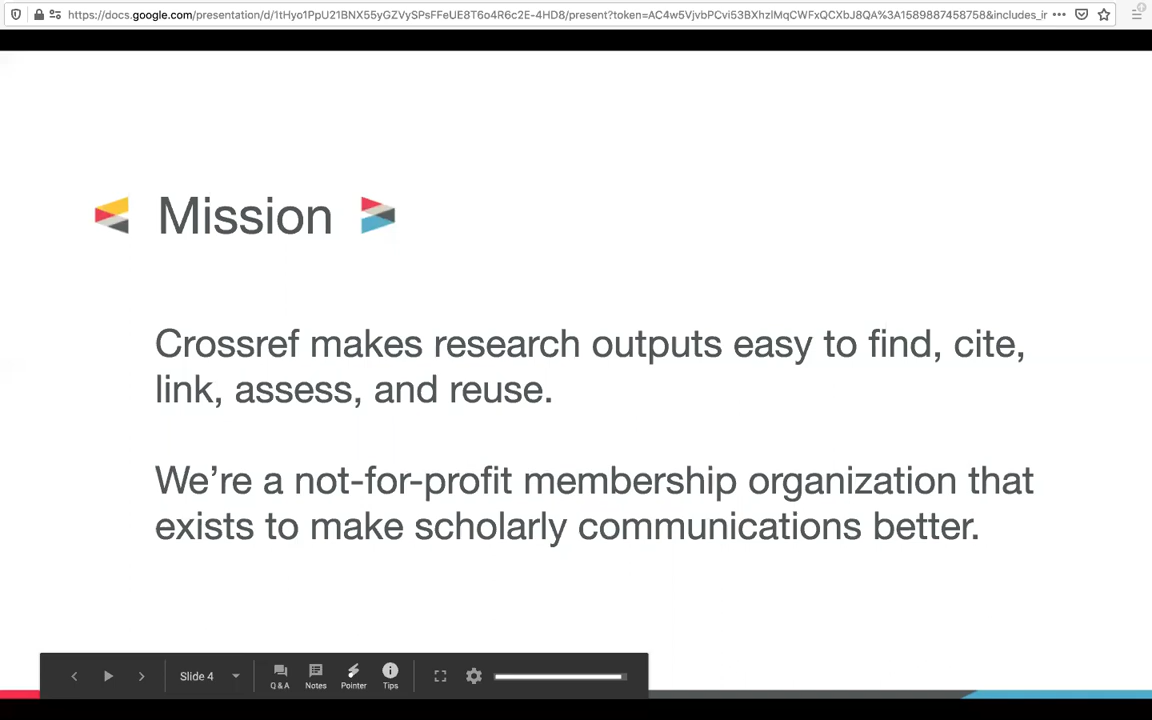 https://docs.google.com/presentation/d/1tHyo1PpU21BNX55yGZVySPsFFeUE8T6o4R6c2E-4HD8/present?token=AC4w5VjvbPCvi53BXhzlMqCWFxQCXbJ8QA%3A1589887458758&includes_ir
Mission
Crossref makes research outputs easy to find, cite,
link, assess, and reuse.
We’re a not-for-profit membership organization that
exists to make scholarly communications better.
Slide 4
Q & A Notes Pointer Tips